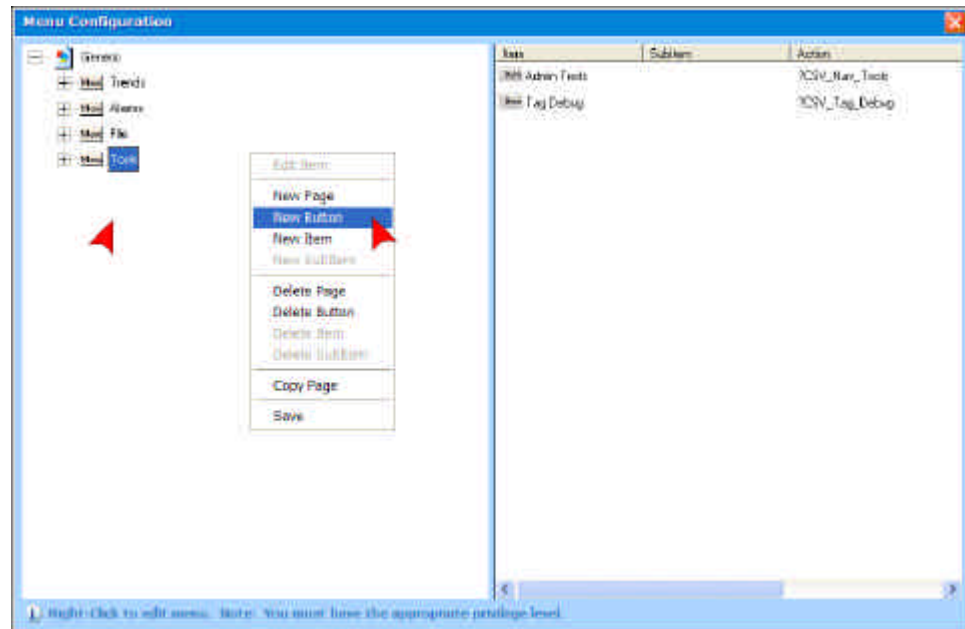 Menu Configuration
Generic
Trends
Alarms
File
Tools
Edit Item
New Page
New Button
New Item
New SubItem
Delete Page
Delete Button
Delete Item
Delete SubItem
Copy Page
Save
Item SubItem Action
Admin Tools ?CSV_Nav_Tools
Tag Debug ?CSV_Tag_Debug
Right-Click to edit menu. Note: You must have the appropriate privilege level.